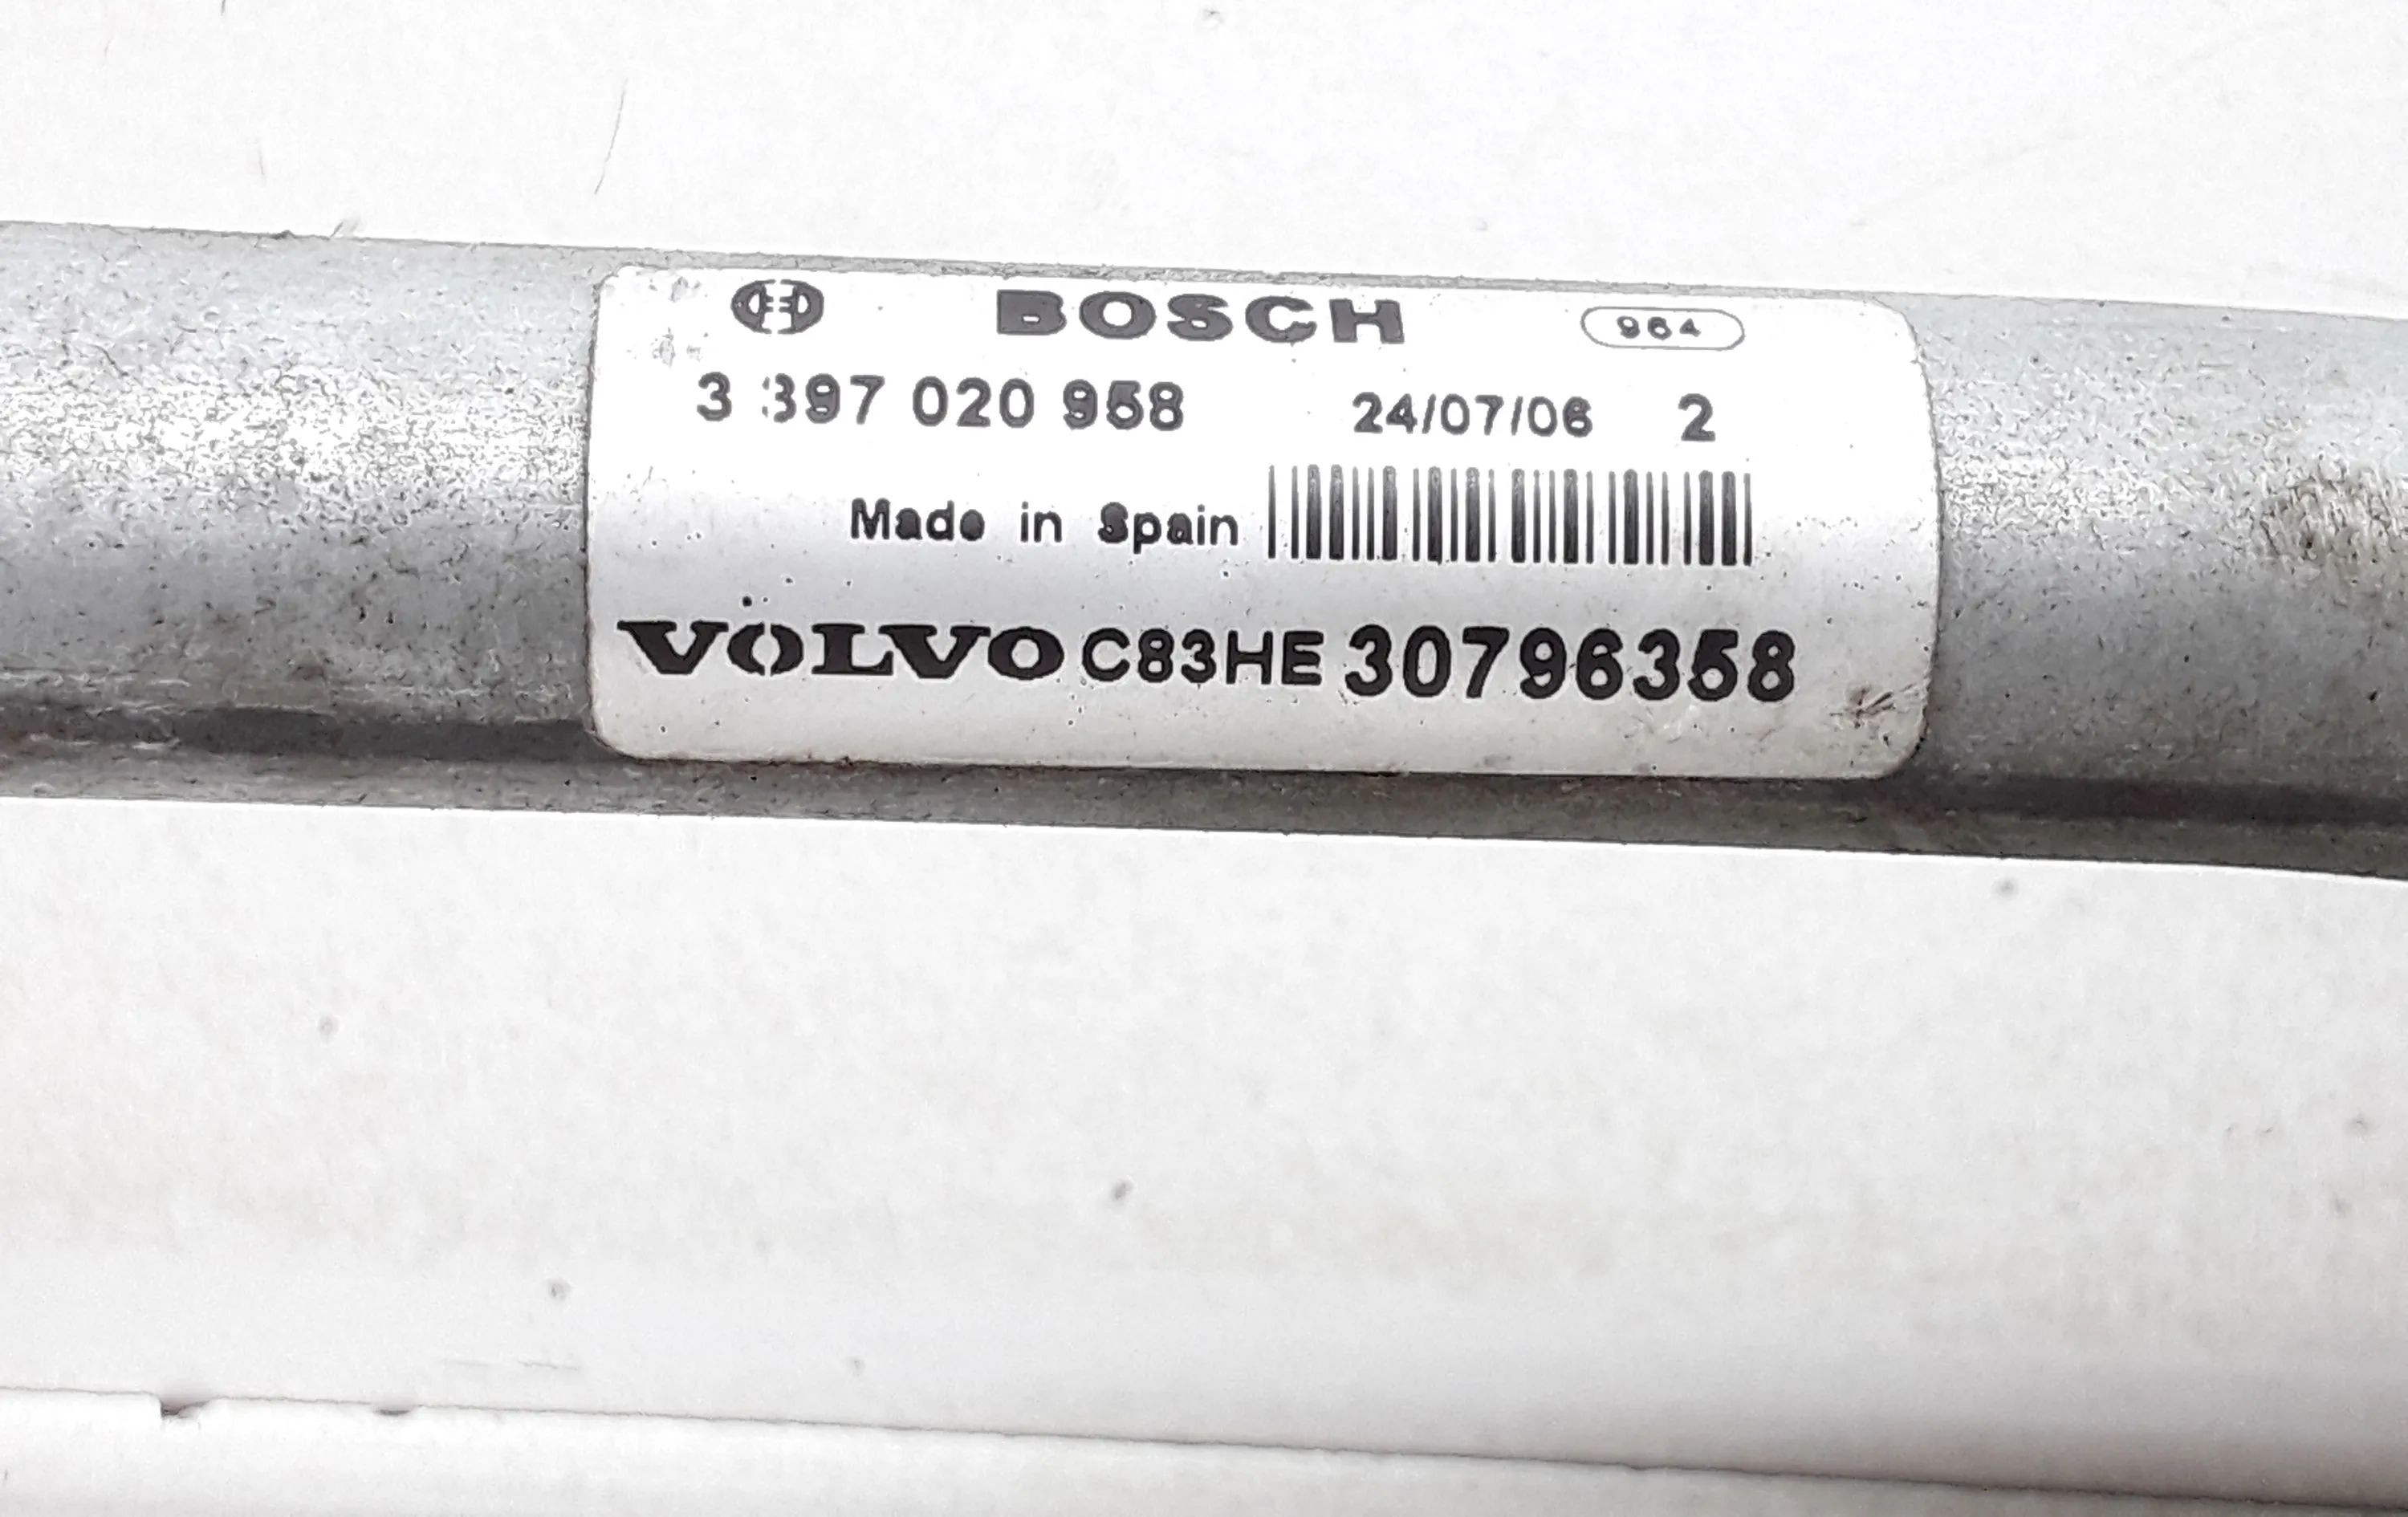 BOSCH 964
3 397 020 958 24/07/06 2
Made in Spain
VOLVO C83HE 30796358